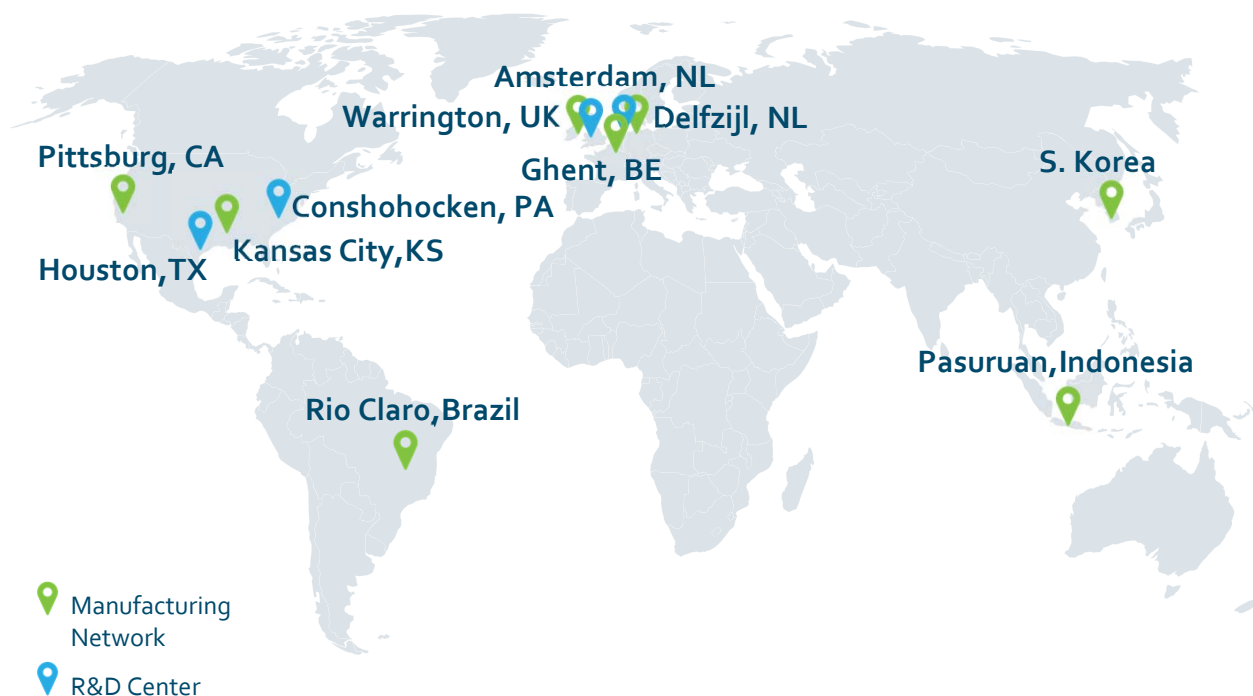 Amsterdam, NL
Warrington, UK
Delfzijl, NL
Pittsburg, CA
Ghent, BE
S. Korea
Conshohocken, PA
Kansas City,KS
Houston,TX
Pasuruan,Indonesia
Rio Claro,Brazil
Manufacturing
Network
R&D Center